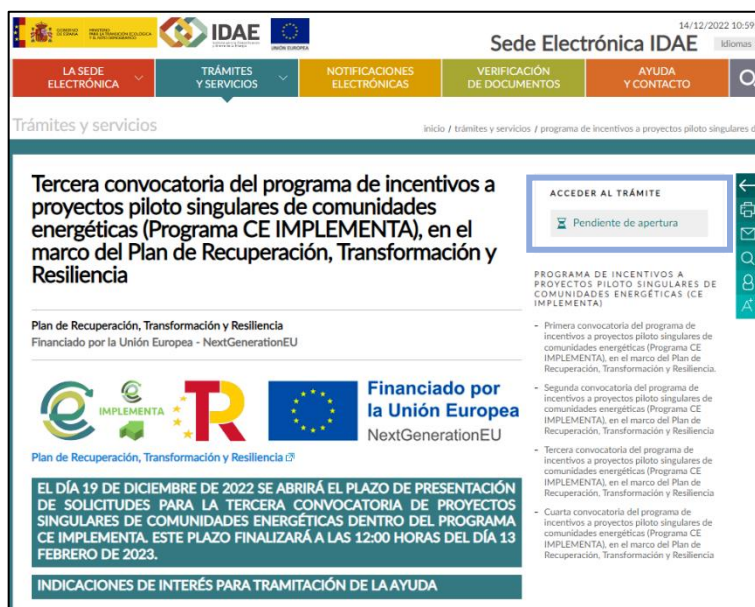 GOBIERNO DE ESPAÑA
MINISTERIO PARA LA TRANSICIÓN ECOLÓGICA Y EL RETO DEMOGRÁFICO
IDAE
UNIÓN EUROPEA
14/12/2022 10:59
Sede Electrónica IDAE
Idiomas
LA SEDE
ELECTRÓNICA
TRÁMITES
Y SERVICIOS
NOTIFICACIONES
ELECTRÓNICAS
VERIFICACIÓN
DE DOCUMENTOS
AYUDA
Y CONTACTO
Trámites y servicios
inicio / trámites y servicios / programa de incentivos a proyectos piloto singulares d
Tercera convocatoria del programa de incentivos a
proyectos piloto singulares de comunidades
energéticas (Programa CE IMPLEMENTA), en el
marco del Plan de Recuperación, Transformación y
Resiliencia
Plan de Recuperación, Transformación y Resiliencia
Financiado por la Unión Europea - NextGenerationEU
IMPLEMENTA
Financiado por
la Unión Europea
NextGenerationEU
Plan de Recuperación, Transformación y Resiliencia
EL DÍA 19 DE DICIEMBRE DE 2022 SE ABRIRÁ EL PLAZO DE PRESENTACIÓN
DE SOLICITUDES PARA LA TERCERA CONVOCATORIA DE PROYECTOS
SINGULARES DE COMUNIDADES ENERGÉTICAS DENTRO DEL PROGRAMA
CE IMPLEMENTA. ESTE PLAZO FINALIZARÁ A LAS 12:00 HORAS DEL DÍA 13
FEBRERO DE 2023.
INDICACIONES DE INTERÉS PARA TRAMITACIÓN DE LA AYUDA
ACCEDER AL TRÁMITE
Pendiente de apertura
PROGRAMA DE INCENTIVOS A
PROYECTOS PILOTO SINGULARES DE
COMUNIDADES ENERGÉTICAS (CE
IMPLEMENTA)
- Primera convocatoria del programa de
incentivos a proyectos piloto singulares de
comunidades energéticas (Programa CE
IMPLEMENTA), en el marco del Plan de
Recuperación, Transformación y Resiliencia.
- Segunda convocatoria del programa de
incentivos a proyectos piloto singulares de
comunidades energéticas (Programa CE
IMPLEMENTA), en el marco del Plan de
Recuperación, Transformación y Resiliencia
- Tercera convocatoria del programa de
incentivos a proyectos piloto singulares de
comunidades energéticas (Programa CE
IMPLEMENTA), en el marco del Plan de
Recuperación, Transformación y Resiliencia
- Cuarta convocatoria del programa de
incentivos a proyectos piloto singulares de
comunidades energéticas (Programa CE
IMPLEMENTA), en el marco del Plan de
Recuperación, Transformación y Resiliencia